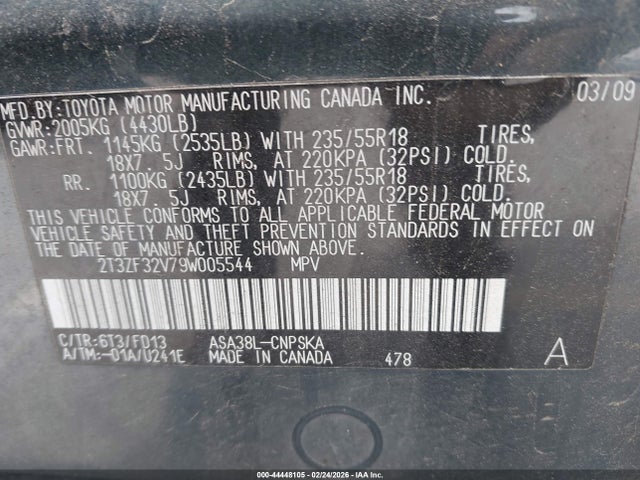 MFD.BY:TOYOTA MOTOR MANUFACTURING CANADA INC. 03/09
GVWR:2005KG (4430LB)
GAWR:FRT. 1145KG (2535LB) WITH 235/55R18 TIRES,
18X7.5J RIMS, AT 220KPA (32PSI) COLD.
RR. 1100KG (2435LB) WITH 235/55R18 TIRES,
18X7.5J RIMS, AT 220KPA (32PSI) COLD.
THIS VEHICLE CONFORMS TO ALL APPLICABLE FEDERAL MOTOR
VEHICLE SAFETY AND THEFT PREVENTION STANDARDS IN EFFECT ON
THE DATE OF MANUFACTURE SHOWN ABOVE.
2T3ZF32V79W005544 MPV
C/TR:6T3/FD13 ASA38L-CNPSKA
A/TM:-01A/U241E MADE IN CANADA 478 A
000-44448105 - 02/24/2026 - IAA Inc.